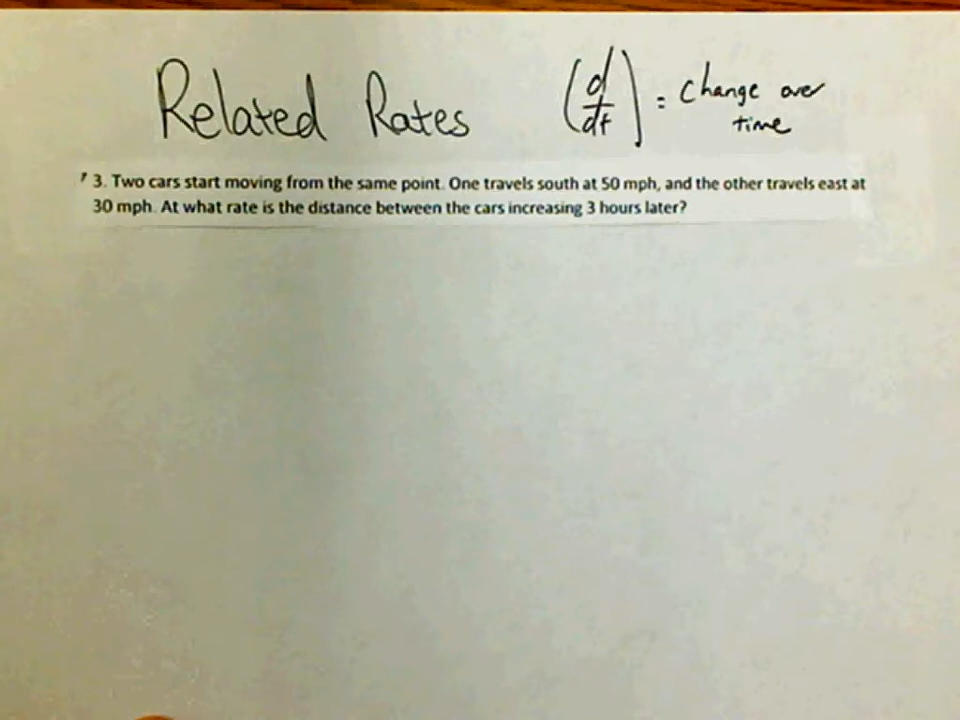 Related Rates (d/dt) = Change over time
3. Two cars start moving from the same point. One travels south at 50 mph, and the other travels east at
30 mph. At what rate is the distance between the cars increasing 3 hours later?